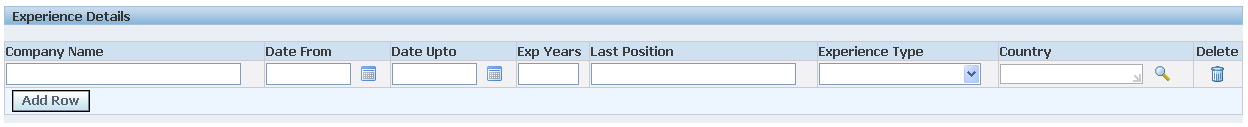 Experience Details
Company Name Date From Date Upto Exp Years Last Position Experience Type Country Delete
Add Row